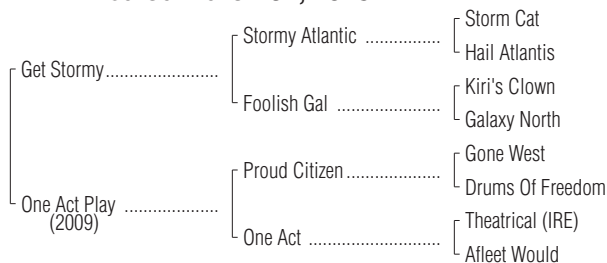 Storm Cat
Stormy Atlantic ..................
Hail Atlantis
Get Stormy...........................
Kiri's Clown
Foolish Gal .........................
Galaxy North
Gone West
Proud Citizen.......................
Drums Of Freedom
One Act Play ......................
(2009)
Theatrical (IRE)
One Act ...............................
Afleet Would